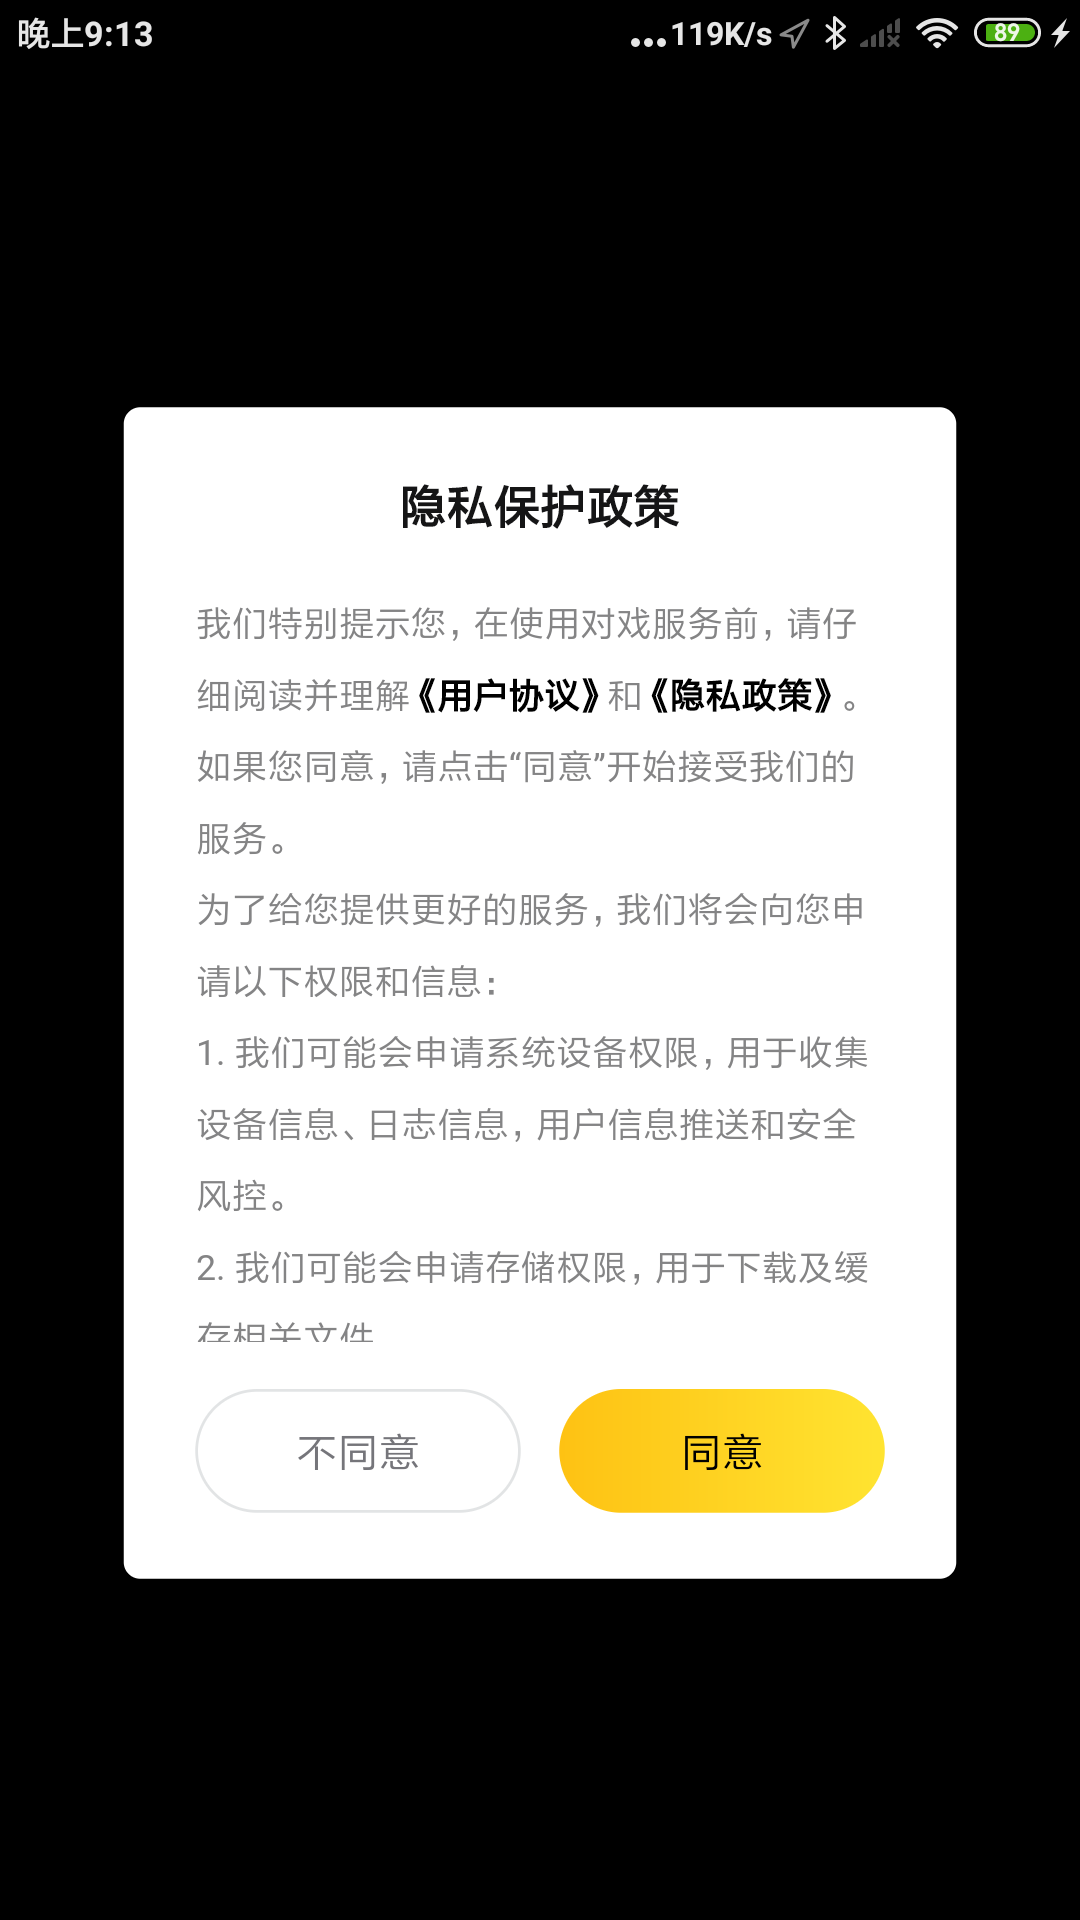 晚上9:13
...119K/s
89
隐私保护政策
我们特别提示您，在使用对戏服务前，请仔
细阅读并理解《用户协议》和《隐私政策》。
如果您同意，请点击“同意”开始接受我们的
服务。
为了给您提供更好的服务，我们将会向您申
请以下权限和信息：
1. 我们可能会申请系统设备权限，用于收集
设备信息、日志信息，用户信息推送和安全
风控。
2. 我们可能会申请存储权限，用于下载及缓
存相关文件
不同意
同意